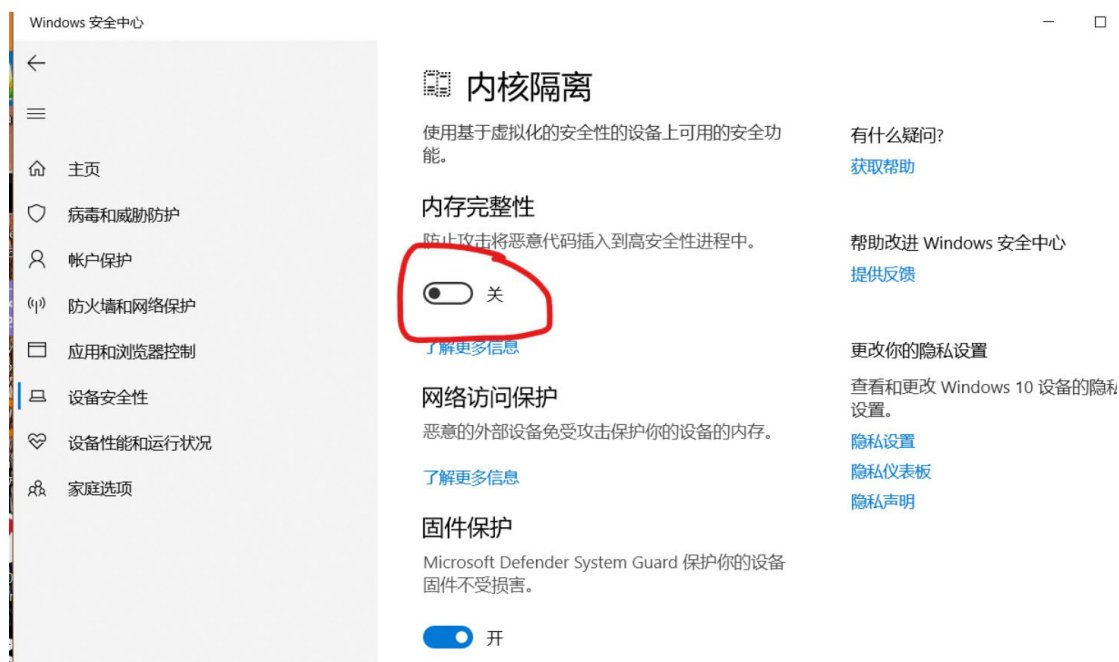 Windows 安全中心
主页
病毒和威胁防护
帐户保护
防火墙和网络保护
应用和浏览器控制
设备安全性
设备性能和运行状况
家庭选项
内核隔离
使用基于虚拟化的安全性的设备上可用的安全功
能。
内存完整性
防止攻击将恶意代码插入到高安全性进程中。
关
了解更多信息
网络访问保护
恶意的外部设备免受攻击保护你的设备的内存。
了解更多信息
固件保护
Microsoft Defender System Guard 保护你的设备
固件不受损害。
开
有什么疑问?
获取帮助
帮助改进 Windows 安全中心
提供反馈
更改你的隐私设置
查看和更改 Windows 10 设备的隐私
设置。
隐私设置
隐私仪表板
隐私声明